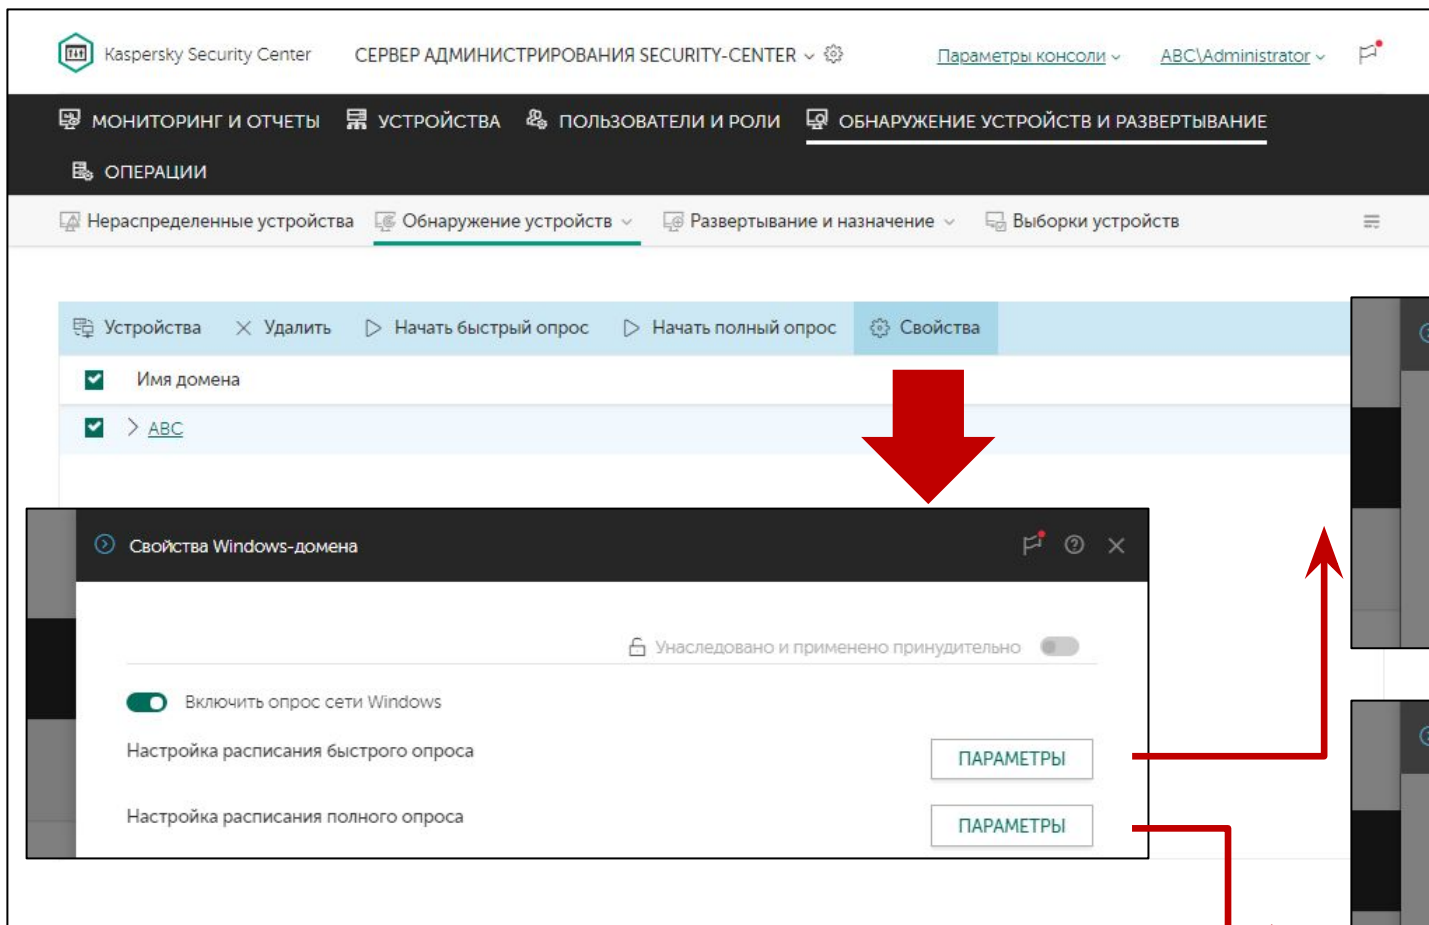 Kaspersky Security Center СЕРВЕР АДМИНИСТРИРОВАНИЯ SECURITY-CENTER Параметры консоли ABC\Administrator
МОНИТОРИНГ И ОТЧЕТЫ УСТРОЙСТВА ПОЛЬЗОВАТЕЛИ И РОЛИ ОБНАРУЖЕНИЕ УСТРОЙСТВ И РАЗВЕРТЫВАНИЕ
ОПЕРАЦИИ
Нераспределенные устройства Обнаружение устройств Развертывание и назначение Выборки устройств
Устройства Удалить Начать быстрый опрос Начать полный опрос Свойства
Имя домена
ABC
Свойства Windows-домена
Унаследовано и применено принудительно
Включить опрос сети Windows
Настройка расписания быстрого опроса ПАРАМЕТРЫ
Настройка расписания полного опроса ПАРАМЕТРЫ